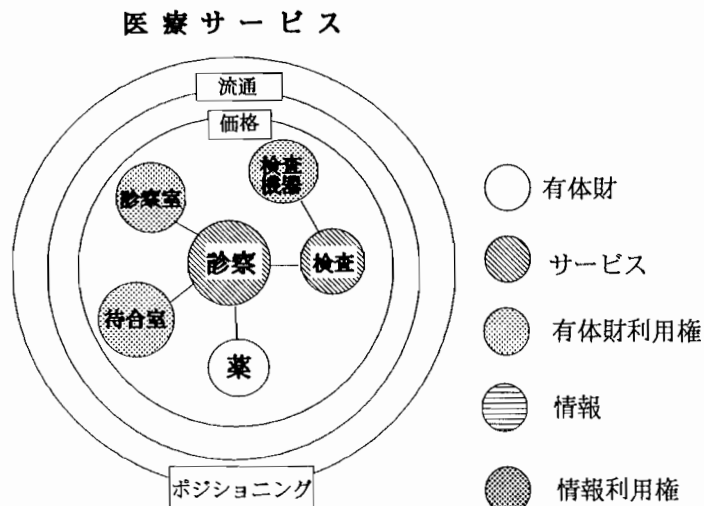 医療サービス
流通
価格
検査
機器
診察室
診察
検査
待合室
薬
ポジショニング
有体財
サービス
有体財利用権
情報
情報利用権